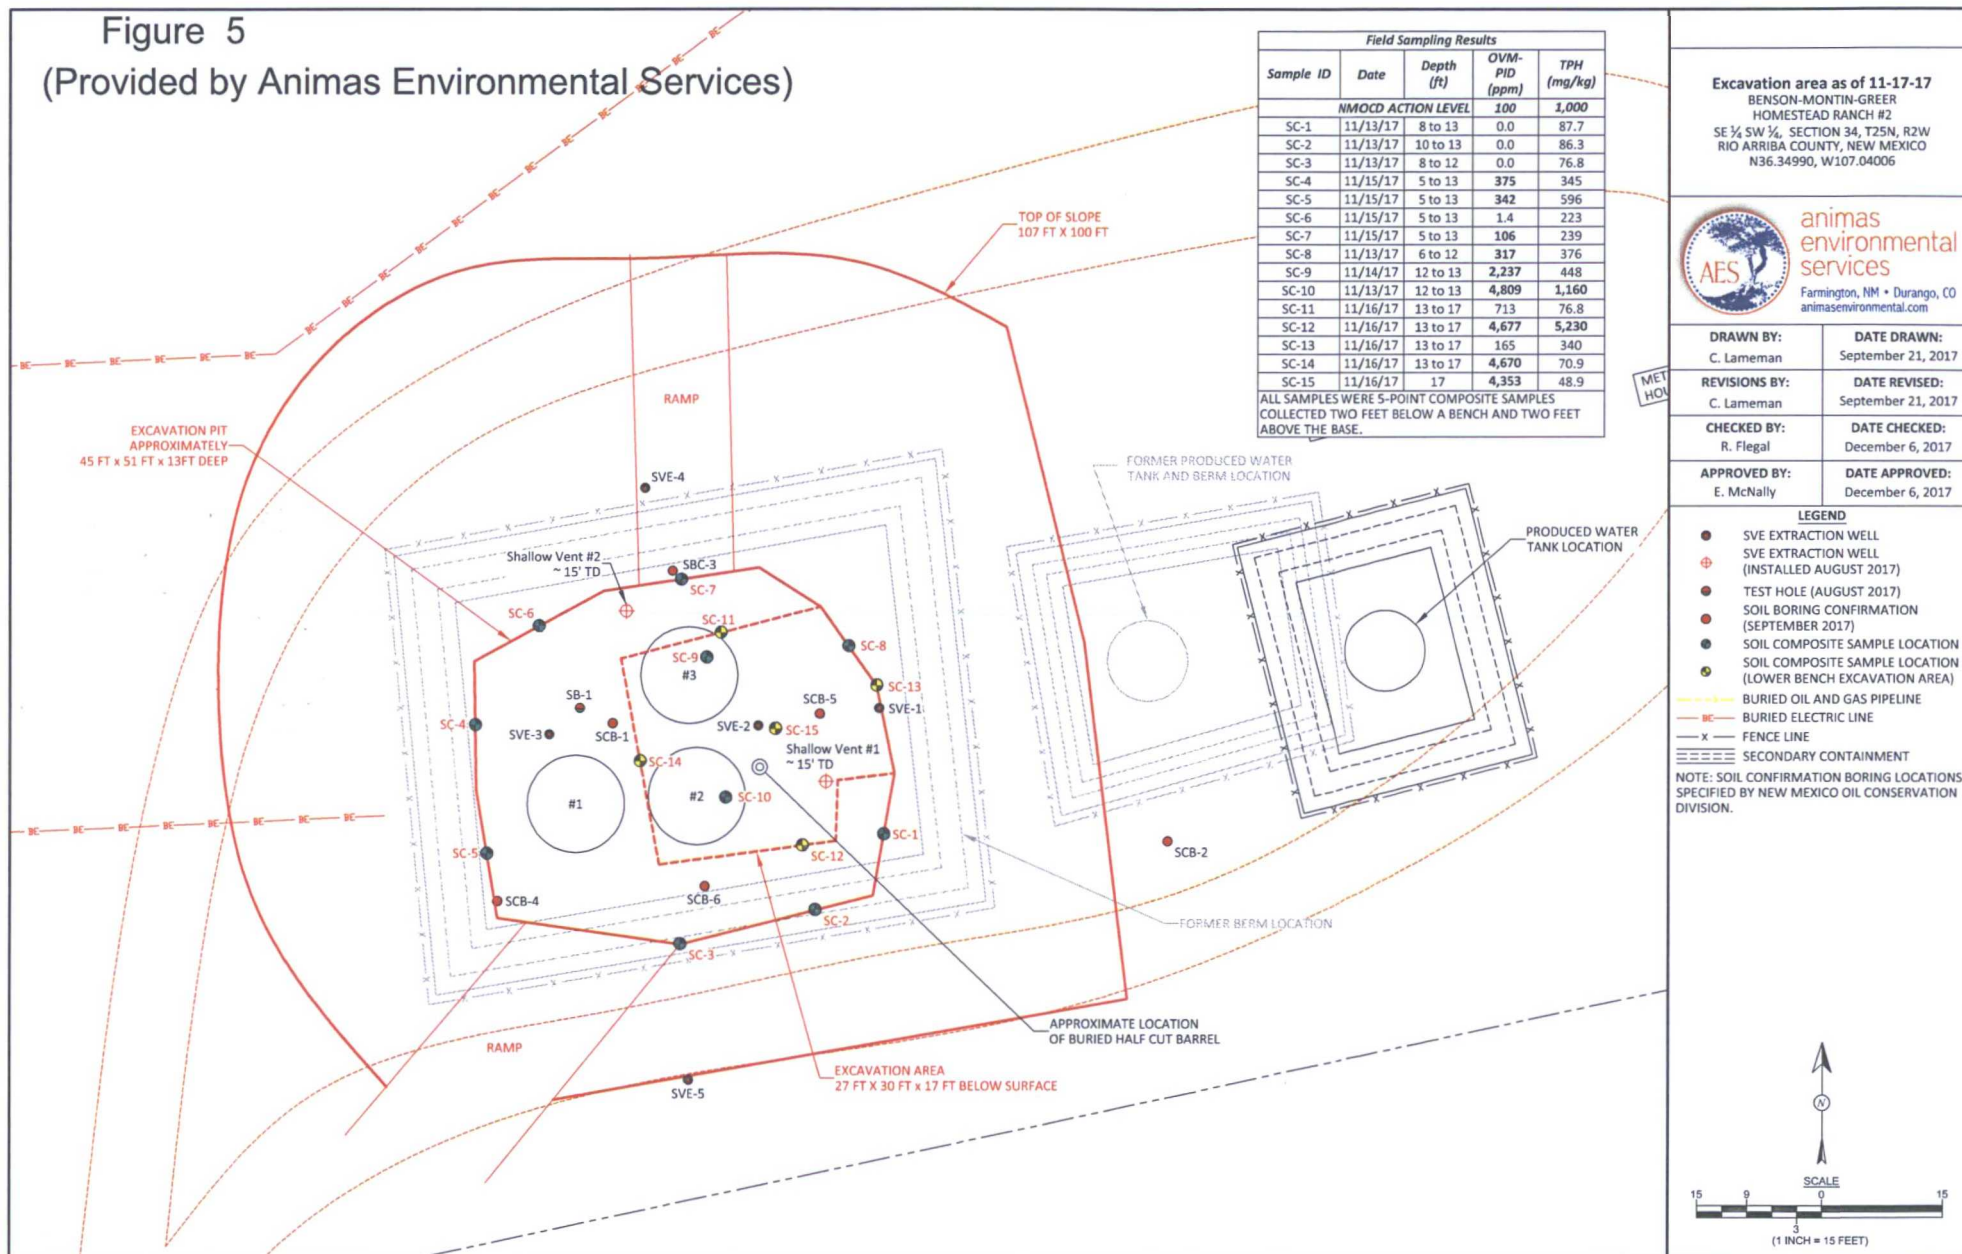 Figure 5
(Provided by Animas Environmental Services)
Field Sampling Results
Sample ID Date Depth (ft) OVM-PID (ppm) TPH (mg/kg)
NMOCD ACTION LEVEL 100 1,000
SC-1 11/13/17 8 to 13 0.0 87.7
SC-2 11/13/17 10 to 13 0.0 86.3
SC-3 11/13/17 8 to 12 0.0 76.8
SC-4 11/15/17 5 to 13 375 345
SC-5 11/15/17 5 to 13 342 596
SC-6 11/15/17 5 to 13 1.4 223
SC-7 11/15/17 5 to 13 106 239
SC-8 11/13/17 6 to 12 317 376
SC-9 11/14/17 12 to 13 2,237 448
SC-10 11/13/17 12 to 13 4,809 1,160
SC-11 11/16/17 13 to 17 713 76.8
SC-12 11/16/17 13 to 17 4,677 5,230
SC-13 11/16/17 13 to 17 165 340
SC-14 11/16/17 13 to 17 4,670 70.9
SC-15 11/16/17 17 4,353 48.9
ALL SAMPLES WERE 5-POINT COMPOSITE SAMPLES
COLLECTED TWO FEET BELOW A BENCH AND TWO FEET
ABOVE THE BASE.
TOP OF SLOPE
107 FT X 100 FT
RAMP
EXCAVATION PIT
APPROXIMATELY
45 FT x 51 FT x 13FT DEEP
SVE-4
Shallow Vent #2
~ 15' TD
SBC-3
SC-7
SC-6
SC-11
SC-9
#3
SC-8
SC-13
SVE-1
SB-1
SCB-1
SCB-5
SC-4
SVE-3
SVE-2
SC-15
Shallow Vent #1
~ 15' TD
SC-14
#1
#2
SC-10
SC-1
SC-5
SC-12
SCB-4
SCB-6
SC-2
SC-3
SCB-2
FORMER PRODUCED WATER
TANK AND BERM LOCATION
PRODUCED WATER
TANK LOCATION
MET
HOU
FORMER BERM LOCATION
APPROXIMATE LOCATION
OF BURIED HALF CUT BARREL
RAMP
EXCAVATION AREA
27 FT X 30 FT x 17 FT BELOW SURFACE
SVE-5
BE BE BE BE BE BE BE BE BE BE BE BE BE BE
BE BE BE BE BE BE BE
Excavation area as of 11-17-17
BENSON-MONTIN-GREER
HOMESTEAD RANCH #2
SE ¼ SW ¼, SECTION 34, T25N, R2W
RIO ARRIBA COUNTY, NEW MEXICO
N36.34990, W107.04006
AES
animas
environmental
services
Farmington, NM • Durango, CO
animasenvironmental.com
DRAWN BY: DATE DRAWN:
C. Lameman September 21, 2017
REVISIONS BY: DATE REVISED:
C. Lameman September 21, 2017
CHECKED BY: DATE CHECKED:
R. Flegal December 6, 2017
APPROVED BY: DATE APPROVED:
E. McNally December 6, 2017
LEGEND
SVE EXTRACTION WELL
SVE EXTRACTION WELL
(INSTALLED AUGUST 2017)
TEST HOLE (AUGUST 2017)
SOIL BORING CONFIRMATION
(SEPTEMBER 2017)
SOIL COMPOSITE SAMPLE LOCATION
SOIL COMPOSITE SAMPLE LOCATION
(LOWER BENCH EXCAVATION AREA)
BURIED OIL AND GAS PIPELINE
BE BURIED ELECTRIC LINE
x FENCE LINE
SECONDARY CONTAINMENT
NOTE: SOIL CONFIRMATION BORING LOCATIONS
SPECIFIED BY NEW MEXICO OIL CONSERVATION
DIVISION.
N
SCALE
15 9 0 15
3
(1 INCH = 15 FEET)